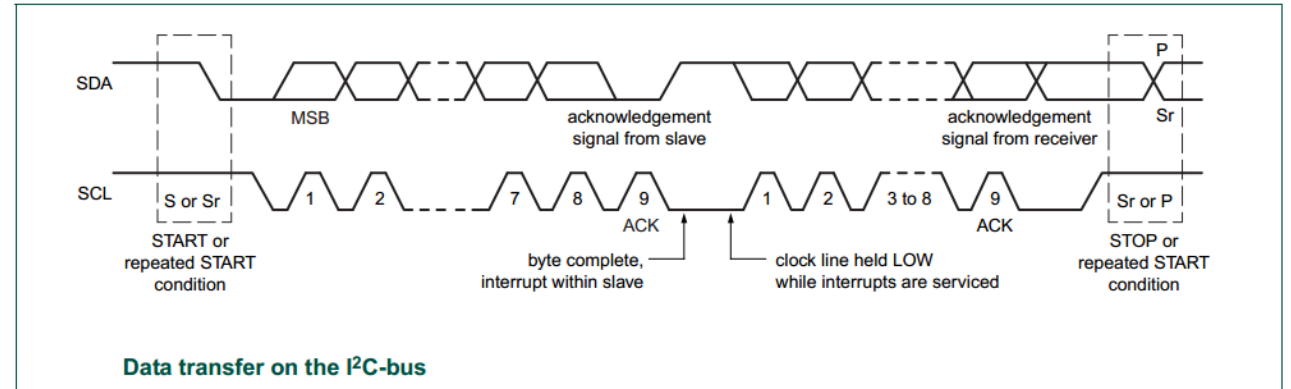 P
SDA
MSB
acknowledgement
signal from slave
acknowledgement
signal from receiver
Sr
SCL
S or Sr
1
2
7
8
9
1
2
3 to 8
9
Sr or P
ACK
ACK
START or
repeated START
condition
byte complete,
interrupt within slave
clock line held LOW
while interrupts are serviced
STOP or
repeated START
condition
Data transfer on the I²C-bus